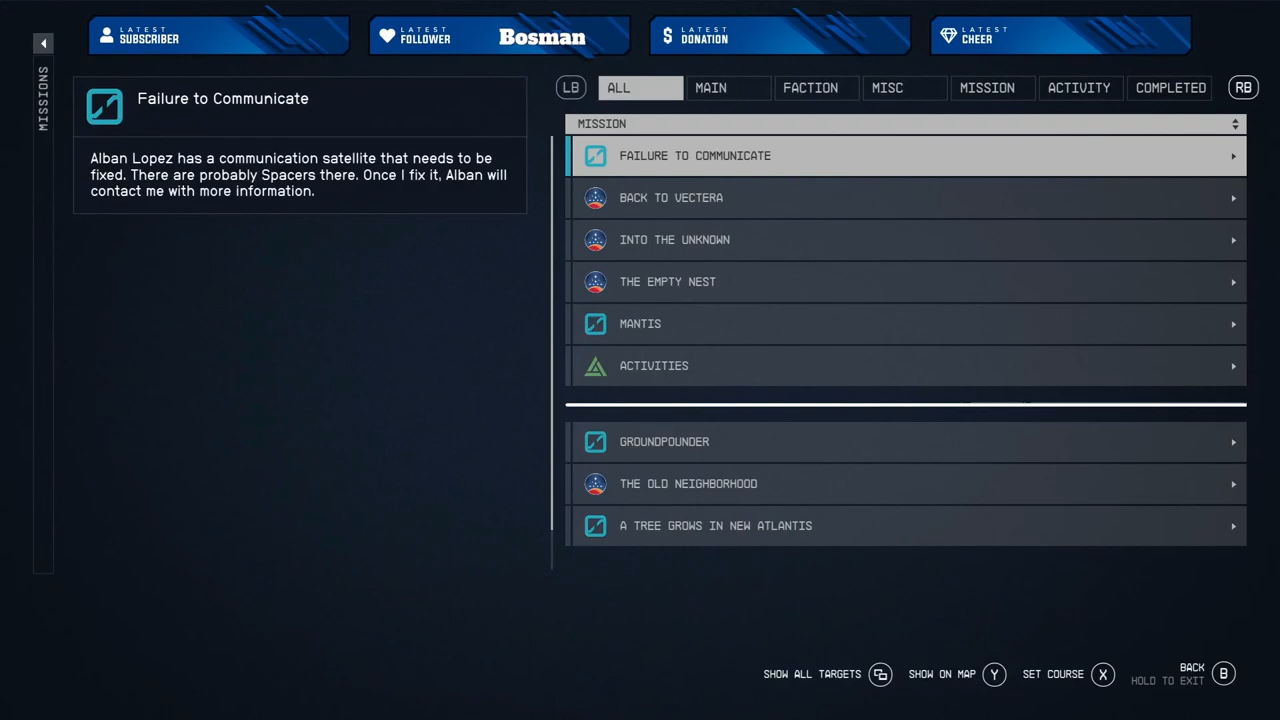 LATEST
SUBSCRIBER
LATEST
FOLLOWER
Bosman
LATEST
DONATION
LATEST
CHEER
MISSIONS
Failure to Communicate
Alban Lopez has a communication satellite that needs to be
fixed. There are probably Spacers there. Once I fix it, Alban will
contact me with more information.
LB
ALL
MAIN
FACTION
MISC
MISSION
ACTIVITY
COMPLETED
RB
MISSION
FAILURE TO COMMUNICATE
BACK TO VECTERA
INTO THE UNKNOWN
THE EMPTY NEST
MANTIS
ACTIVITIES
GROUNDPOUNDER
THE OLD NEIGHBORHOOD
A TREE GROWS IN NEW ATLANTIS
SHOW ALL TARGETS
SHOW ON MAP Y
SET COURSE X
BACK B
HOLD TO EXIT